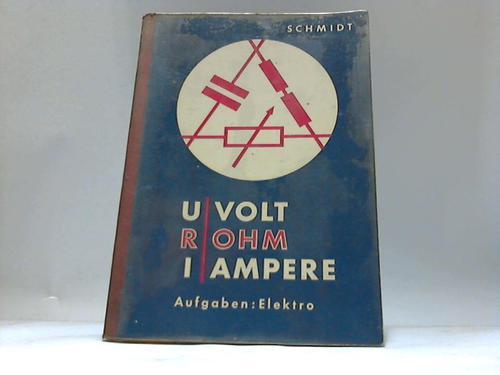 SCHMIDT
U VOLT
R OHM
I AMPERE
Aufgaben: Elektro